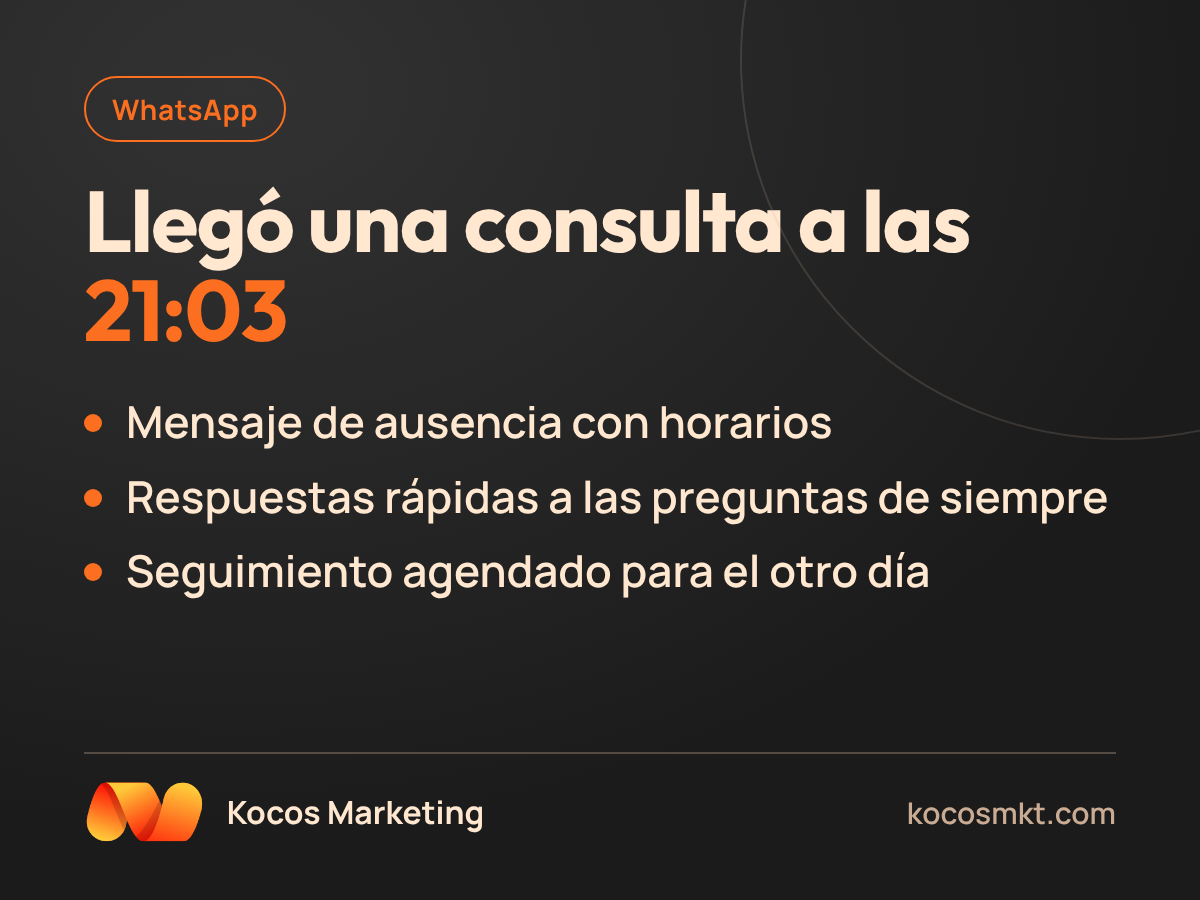 WhatsApp
Llegó una consulta a las
21:03
Mensaje de ausencia con horarios
Respuestas rápidas a las preguntas de siempre
Seguimiento agendado para el otro día
Kocos Marketing
kocosmkt.com